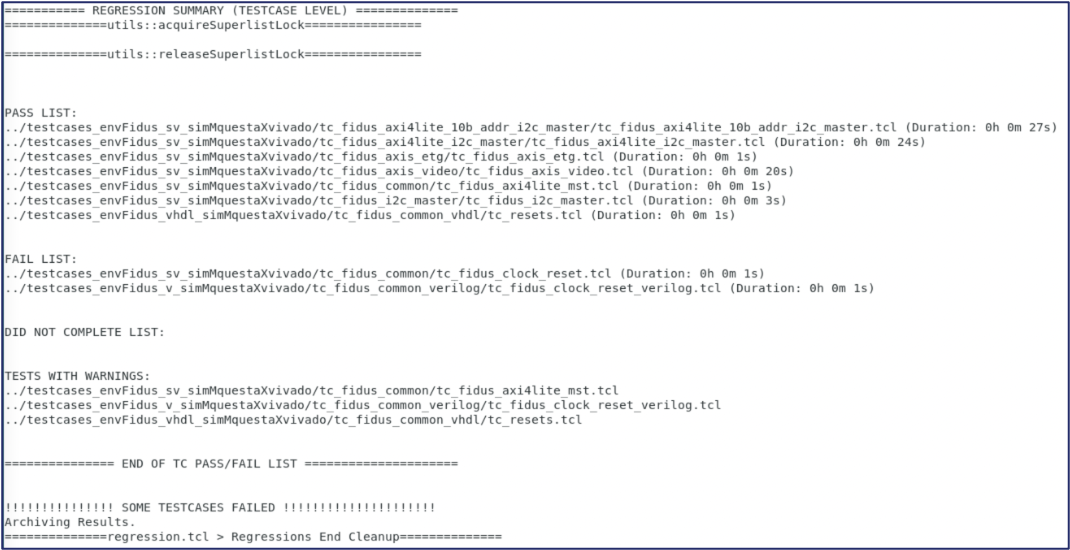 =========== REGRESSION SUMMARY (TESTCASE LEVEL) ==============
==============utils::acquireSuperlistLock================
==============utils::releaseSuperlistLock================
PASS LIST:
../testcases_envFidus_sv_simMquestaXvivado/tc_fidus_axi4lite_10b_addr_i2c_master/tc_fidus_axi4lite_10b_addr_i2c_master.tcl (Duration: 0h 0m 27s)
../testcases_envFidus_sv_simMquestaXvivado/tc_fidus_axi4lite_i2c_master/tc_fidus_axi4lite_i2c_master.tcl (Duration: 0h 0m 24s)
../testcases_envFidus_sv_simMquestaXvivado/tc_fidus_axis_etg/tc_fidus_axis_etg.tcl (Duration: 0h 0m 1s)
../testcases_envFidus_sv_simMquestaXvivado/tc_fidus_axis_video/tc_fidus_axis_video.tcl (Duration: 0h 0m 20s)
../testcases_envFidus_sv_simMquestaXvivado/tc_fidus_common/tc_fidus_axi4lite_mst.tcl (Duration: 0h 0m 1s)
../testcases_envFidus_sv_simMquestaXvivado/tc_fidus_i2c_master/tc_fidus_i2c_master.tcl (Duration: 0h 0m 3s)
../testcases_envFidus_vhdl_simMquestaXvivado/tc_fidus_common_vhdl/tc_resets.tcl (Duration: 0h 0m 1s)
FAIL LIST:
../testcases_envFidus_sv_simMquestaXvivado/tc_fidus_common/tc_fidus_clock_reset.tcl (Duration: 0h 0m 1s)
../testcases_envFidus_v_simMquestaXvivado/tc_fidus_common_verilog/tc_fidus_clock_reset_verilog.tcl (Duration: 0h 0m 1s)
DID NOT COMPLETE LIST:
TESTS WITH WARNINGS:
../testcases_envFidus_sv_simMquestaXvivado/tc_fidus_common/tc_fidus_axi4lite_mst.tcl
../testcases_envFidus_v_simMquestaXvivado/tc_fidus_common_verilog/tc_fidus_clock_reset_verilog.tcl
../testcases_envFidus_vhdl_simMquestaXvivado/tc_fidus_common_vhdl/tc_resets.tcl
=============== END OF TC PASS/FAIL LIST =====================
!!!!!!!!!!!!!!! SOME TESTCASES FAILED !!!!!!!!!!!!!!!!!!!!!
Archiving Results.
==============regression.tcl > Regressions End Cleanup==============